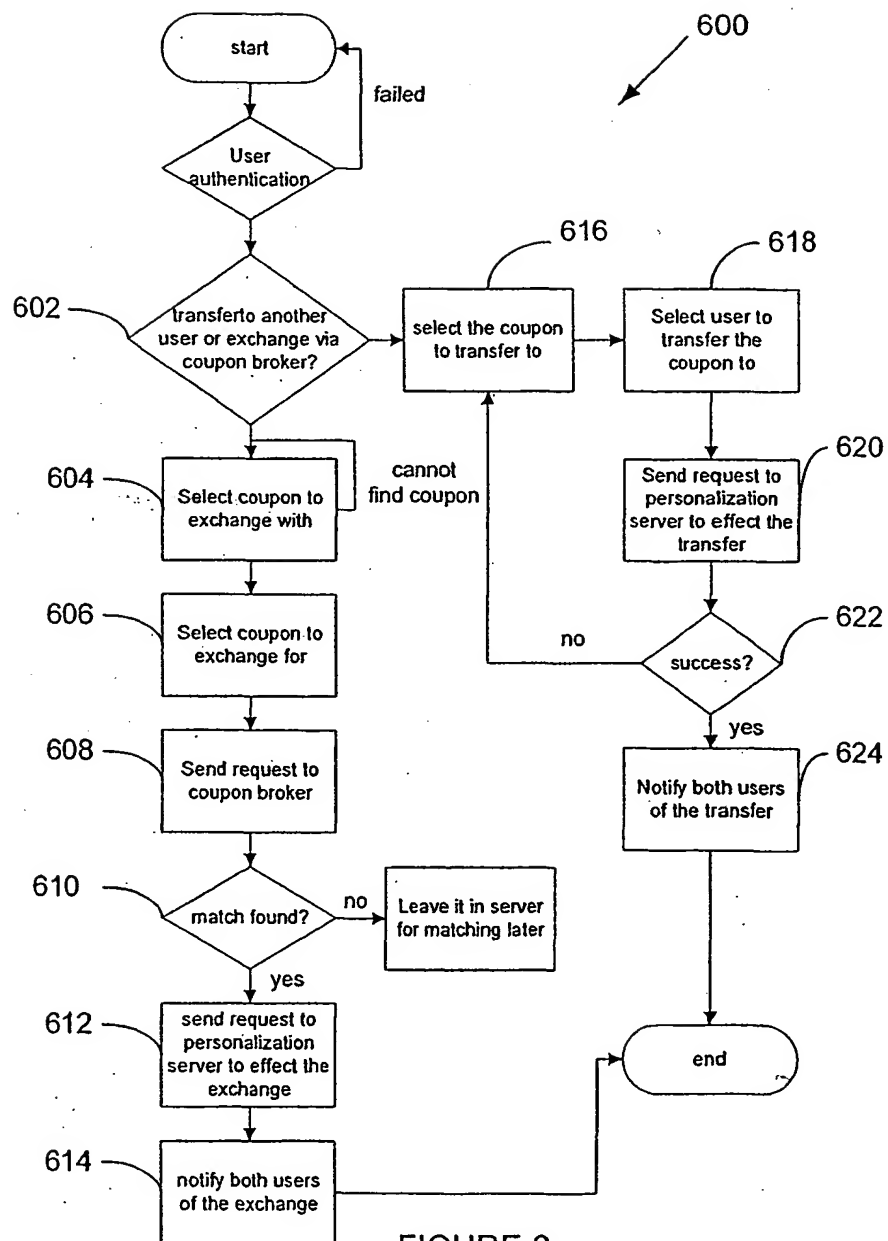 600
start
failed
User
authentication
616
618
602
transferto another
user or exchange via
coupon broker?
select the coupon
to transfer to
Select user to
transfer the
coupon to
604
Select coupon to
exchange with
cannot
find coupon
620
Send request to
personalization
server to effect the
transfer
606
Select coupon to
exchange for
no
success?
622
yes
608
Send request to
coupon broker
624
Notify both users
of the transfer
610
match found?
no
Leave it in server
for matching later
yes
612
send request to
personalization
server to effect the
exchange
end
614
notify both users
of the exchange